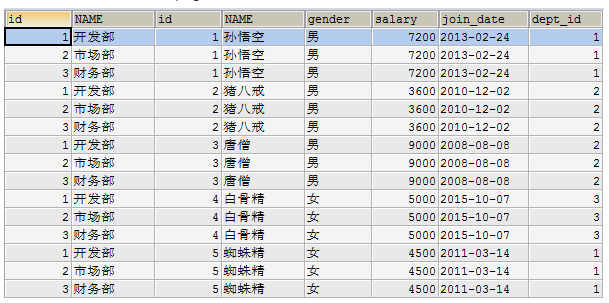 id NAME id NAME gender salary join_date dept_id
1 开发部 1 孙悟空 男 7200 2013-02-24 1
2 市场部 1 孙悟空 男 7200 2013-02-24 1
3 财务部 1 孙悟空 男 7200 2013-02-24 1
1 开发部 2 猪八戒 男 3600 2010-12-02 2
2 市场部 2 猪八戒 男 3600 2010-12-02 2
3 财务部 2 猪八戒 男 3600 2010-12-02 2
1 开发部 3 唐僧 男 9000 2008-08-08 2
2 市场部 3 唐僧 男 9000 2008-08-08 2
3 财务部 3 唐僧 男 9000 2008-08-08 2
1 开发部 4 白骨精 女 5000 2015-10-07 3
2 市场部 4 白骨精 女 5000 2015-10-07 3
3 财务部 4 白骨精 女 5000 2015-10-07 3
1 开发部 5 蜘蛛精 女 4500 2011-03-14 1
2 市场部 5 蜘蛛精 女 4500 2011-03-14 1
3 财务部 5 蜘蛛精 女 4500 2011-03-14 1